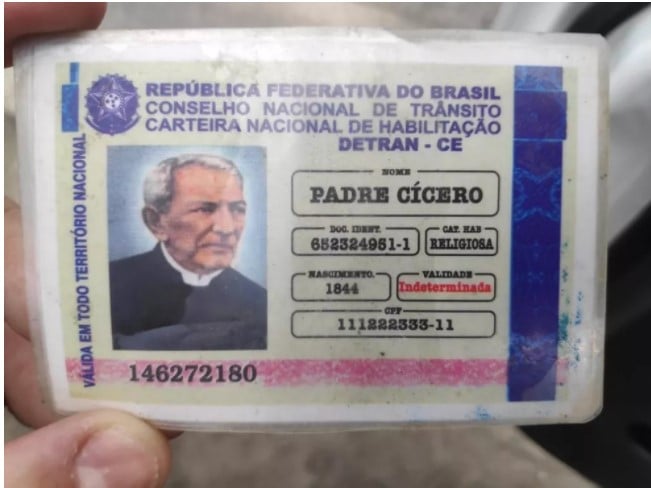 REPÚBLICA FEDERATIVA DO BRASIL
CONSELHO NACIONAL DE TRÂNSITO
CARTEIRA NACIONAL DE HABILITAÇÃO
DETRAN - CE
VÁLIDA EM TODO TERRITÓRIO NACIONAL
NOME
PADRE CÍCERO
DOC. IDENT. CAT. HAB
652324951-1 RELIGIOSA
NASCIMENTO. VALIDADE
1844 Indeterminada
CPF
111222333-11
146272180